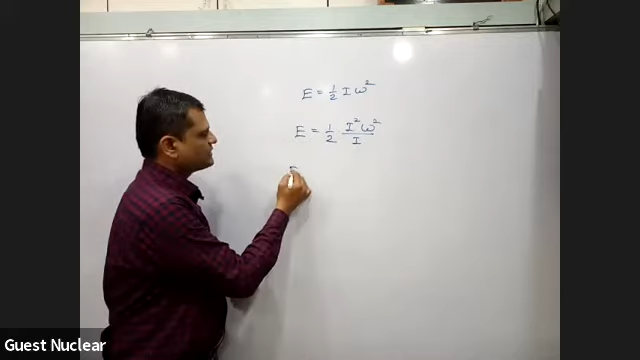 E = 1/2 I ω²
E = 1/2 I²ω²/I
Guest Nuclear